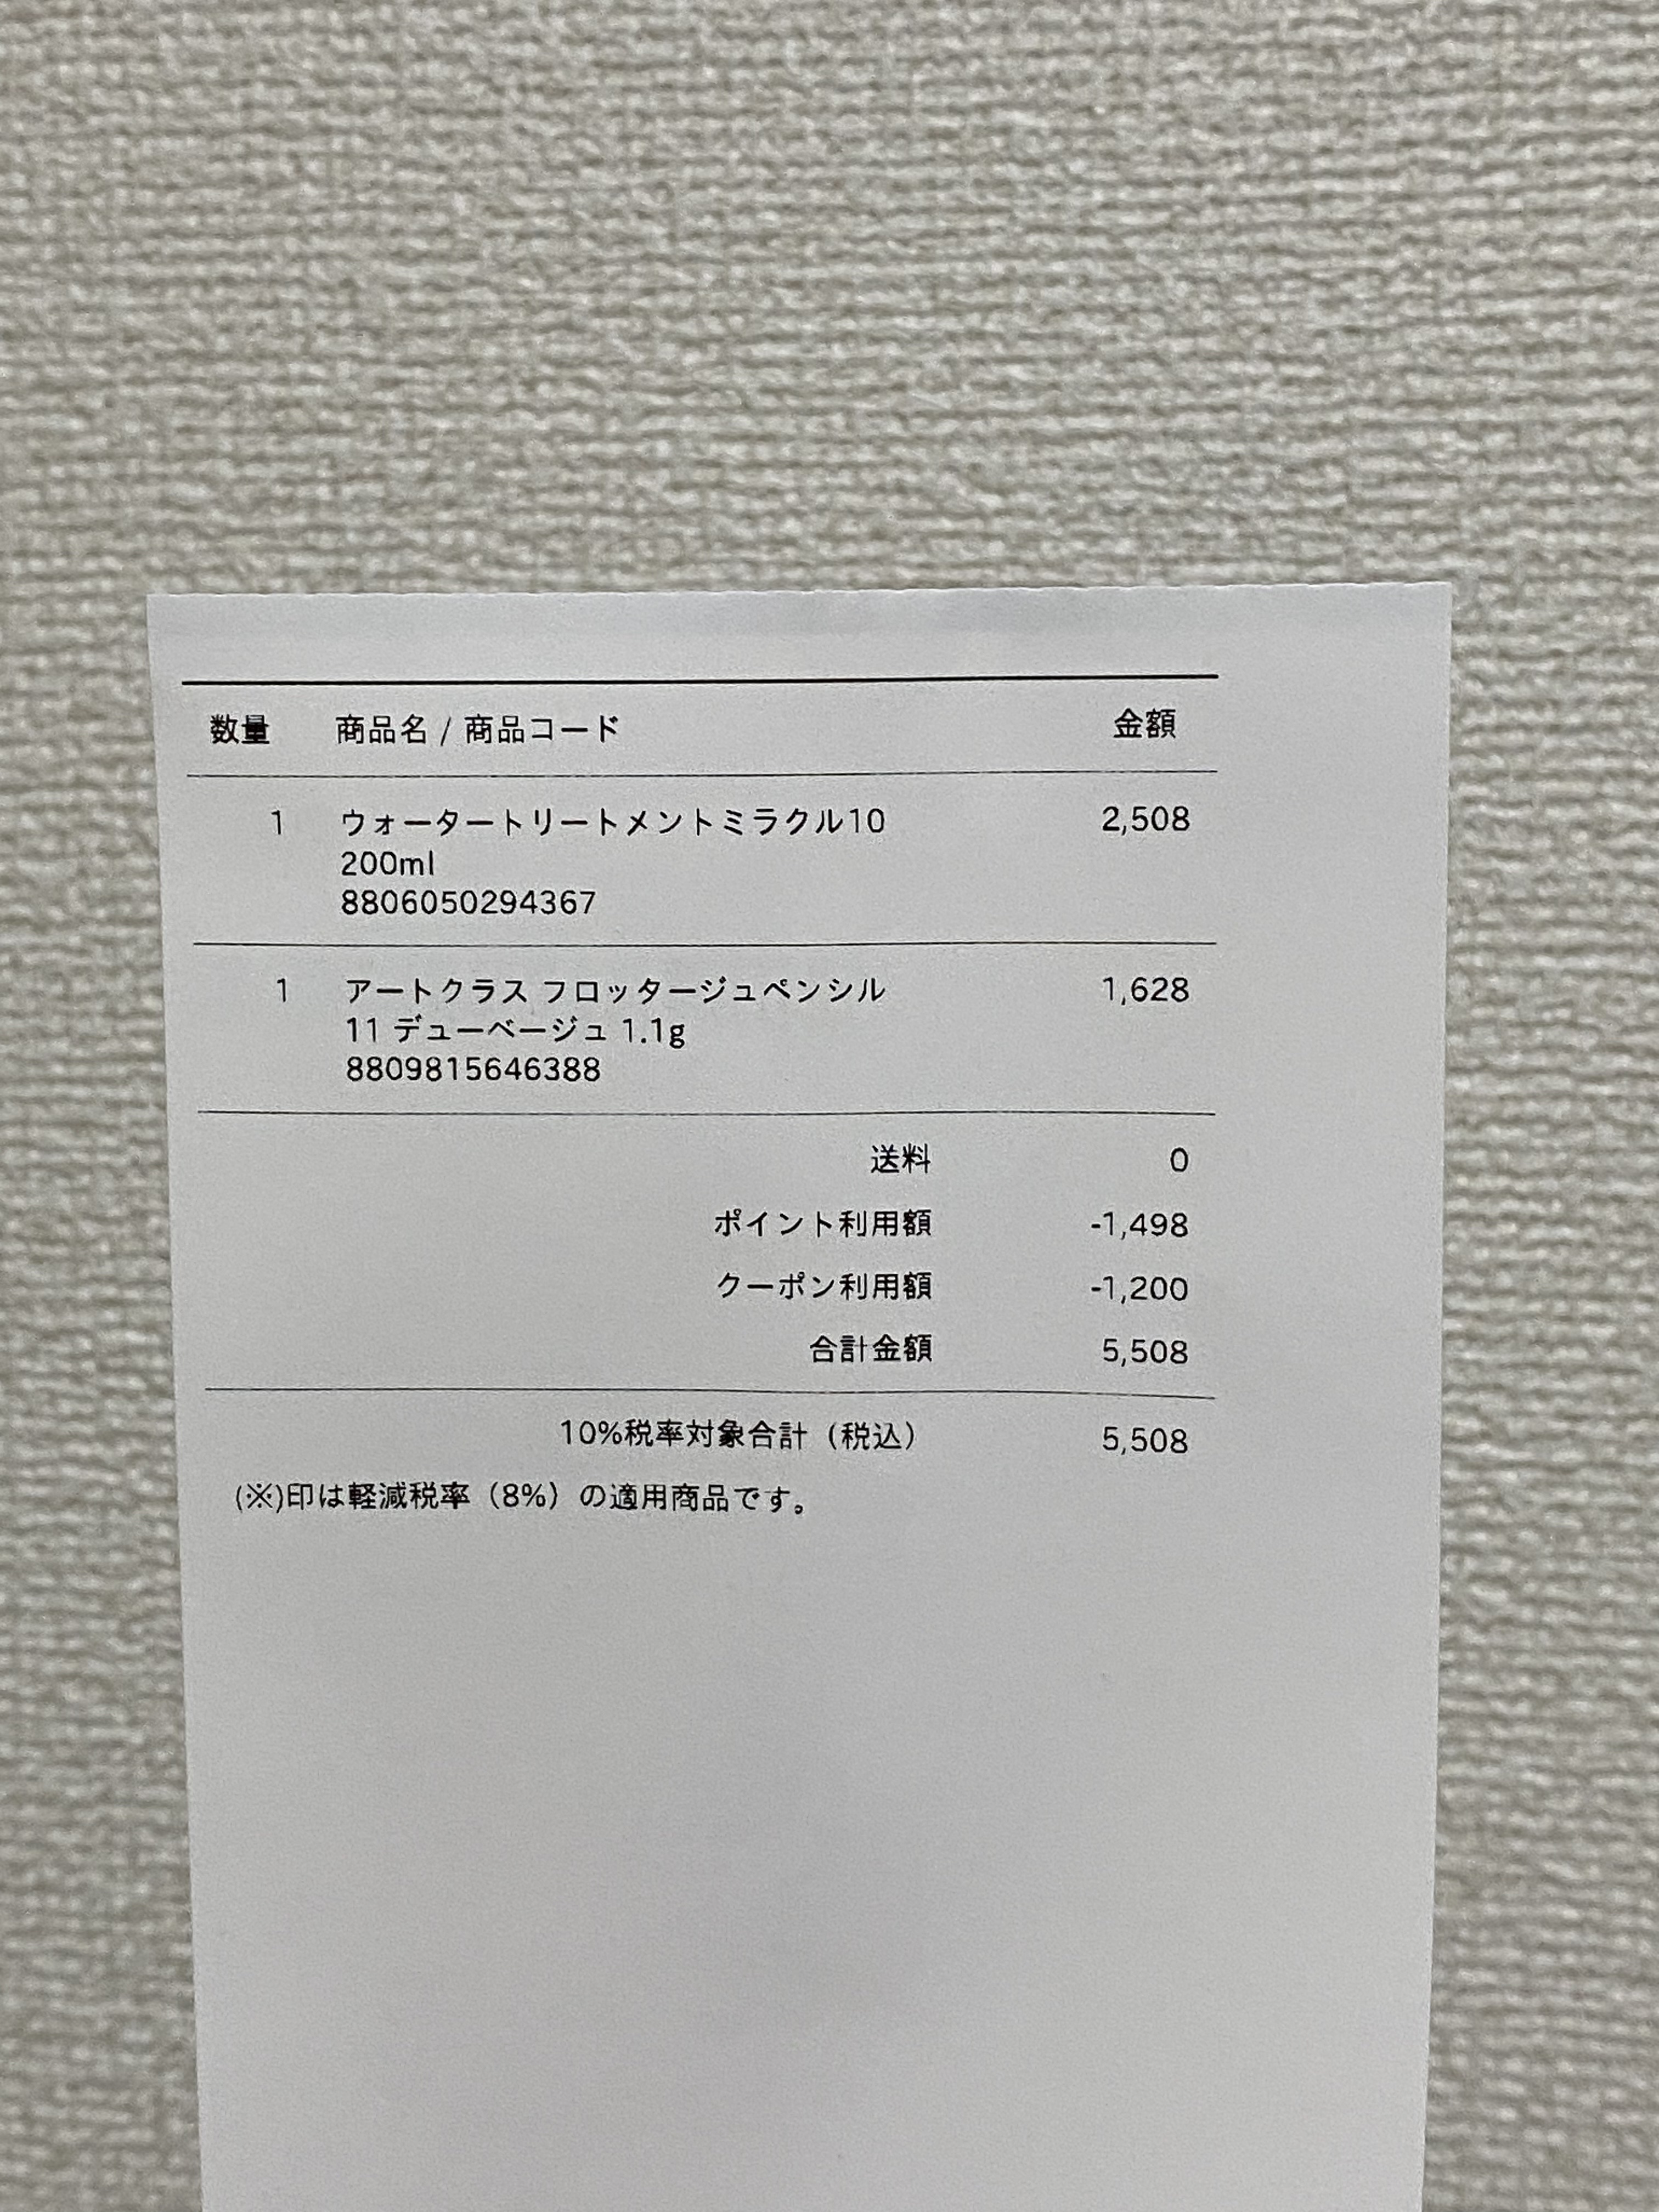 数量 商品名 / 商品コード 金額
1 ウォータートリートメントミラクル10 2,508
200ml
8806050294367
1 アートクラス フロッタージュペンシル 1,628
11 デューベージュ 1.1g
8809815646388
送料 0
ポイント利用額 -1,498
クーポン利用額 -1,200
合計金額 5,508
10%税率対象合計（税込） 5,508
(※)印は軽減税率（8%）の適用商品です。